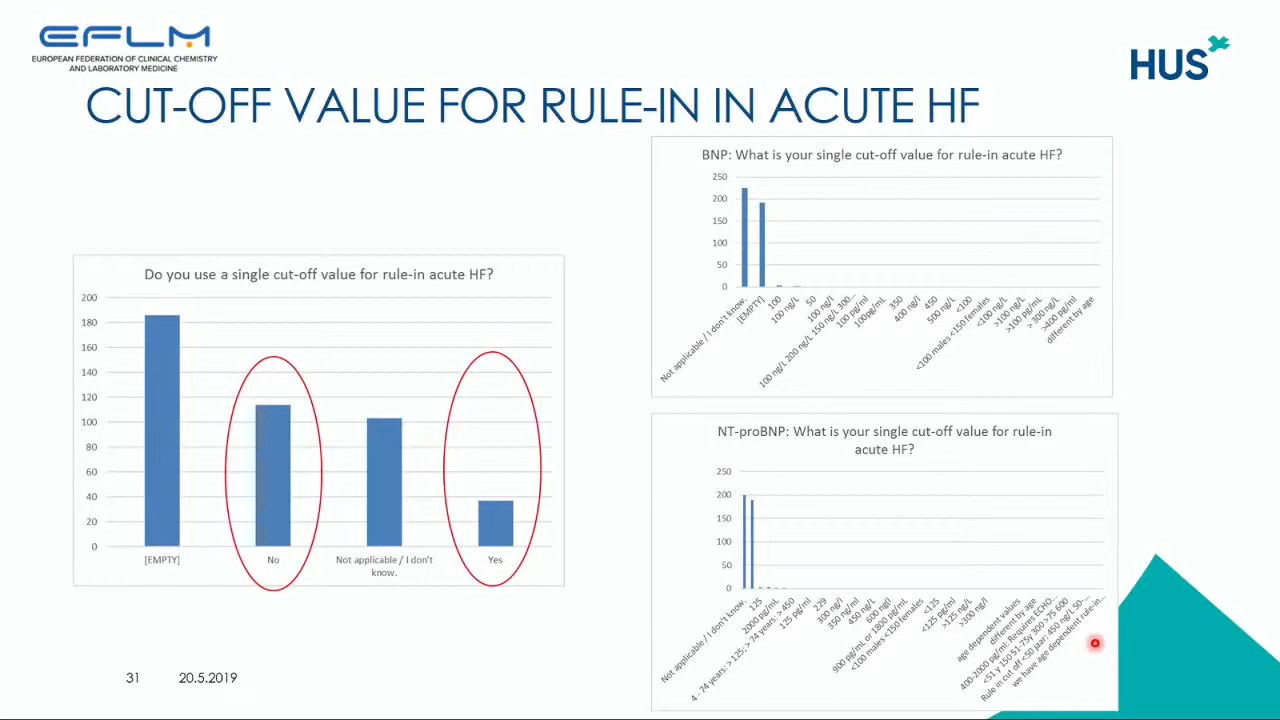 EFLM
EUROPEAN FEDERATION OF CLINICAL CHEMISTRY
AND LABORATORY MEDICINE
HUS
CUT-OFF VALUE FOR RULE-IN IN ACUTE HF
Do you use a single cut-off value for rule-in acute HF?
200
180
160
140
120
100
80
60
40
20
0
[EMPTY]
No
Not applicable / I don't
know.
Yes
BNP: What is your single cut-off value for rule-in acute HF?
250
200
150
100
50
0
Not applicable / I don't know.
[EMPTY]
100
100 ng/L
50
100 ng/l
100 ng/L 200 ng/L 150 ng/L 300...
100 pg/ml
100pg/mL
350
400 ng/l
450
500 ng/L
<100
<100 males <150 females
<100 ng/L
>100 ng/L
>100 pg/mL
> 300 ng/L
>400 pg/ml
different by age
NT-proBNP: What is your single cut-off value for rule-in
acute HF?
250
200
150
100
50
0
Not applicable / I don't know.
125
2000 pg/mL
4 - 74 years: > 125; > 74 years: > 450
125 pg/ml
229
300 ng/l
350 ng/ml
450 ng/L
600 ng/l
900 pg/mL or 1800 pg/mL
<100 males <150 females
<125
<125 pg/ml
>125 ng/L
>300 ng/l
age dependent values
different by age
400-2000 pg/ml: Requires ECHO...
<51 y 150 51-75y 300 >75 600
Rule in cut off <50 jaar: 450 ng/L 50-...
we have age dependent rule-in...
31
20.5.2019